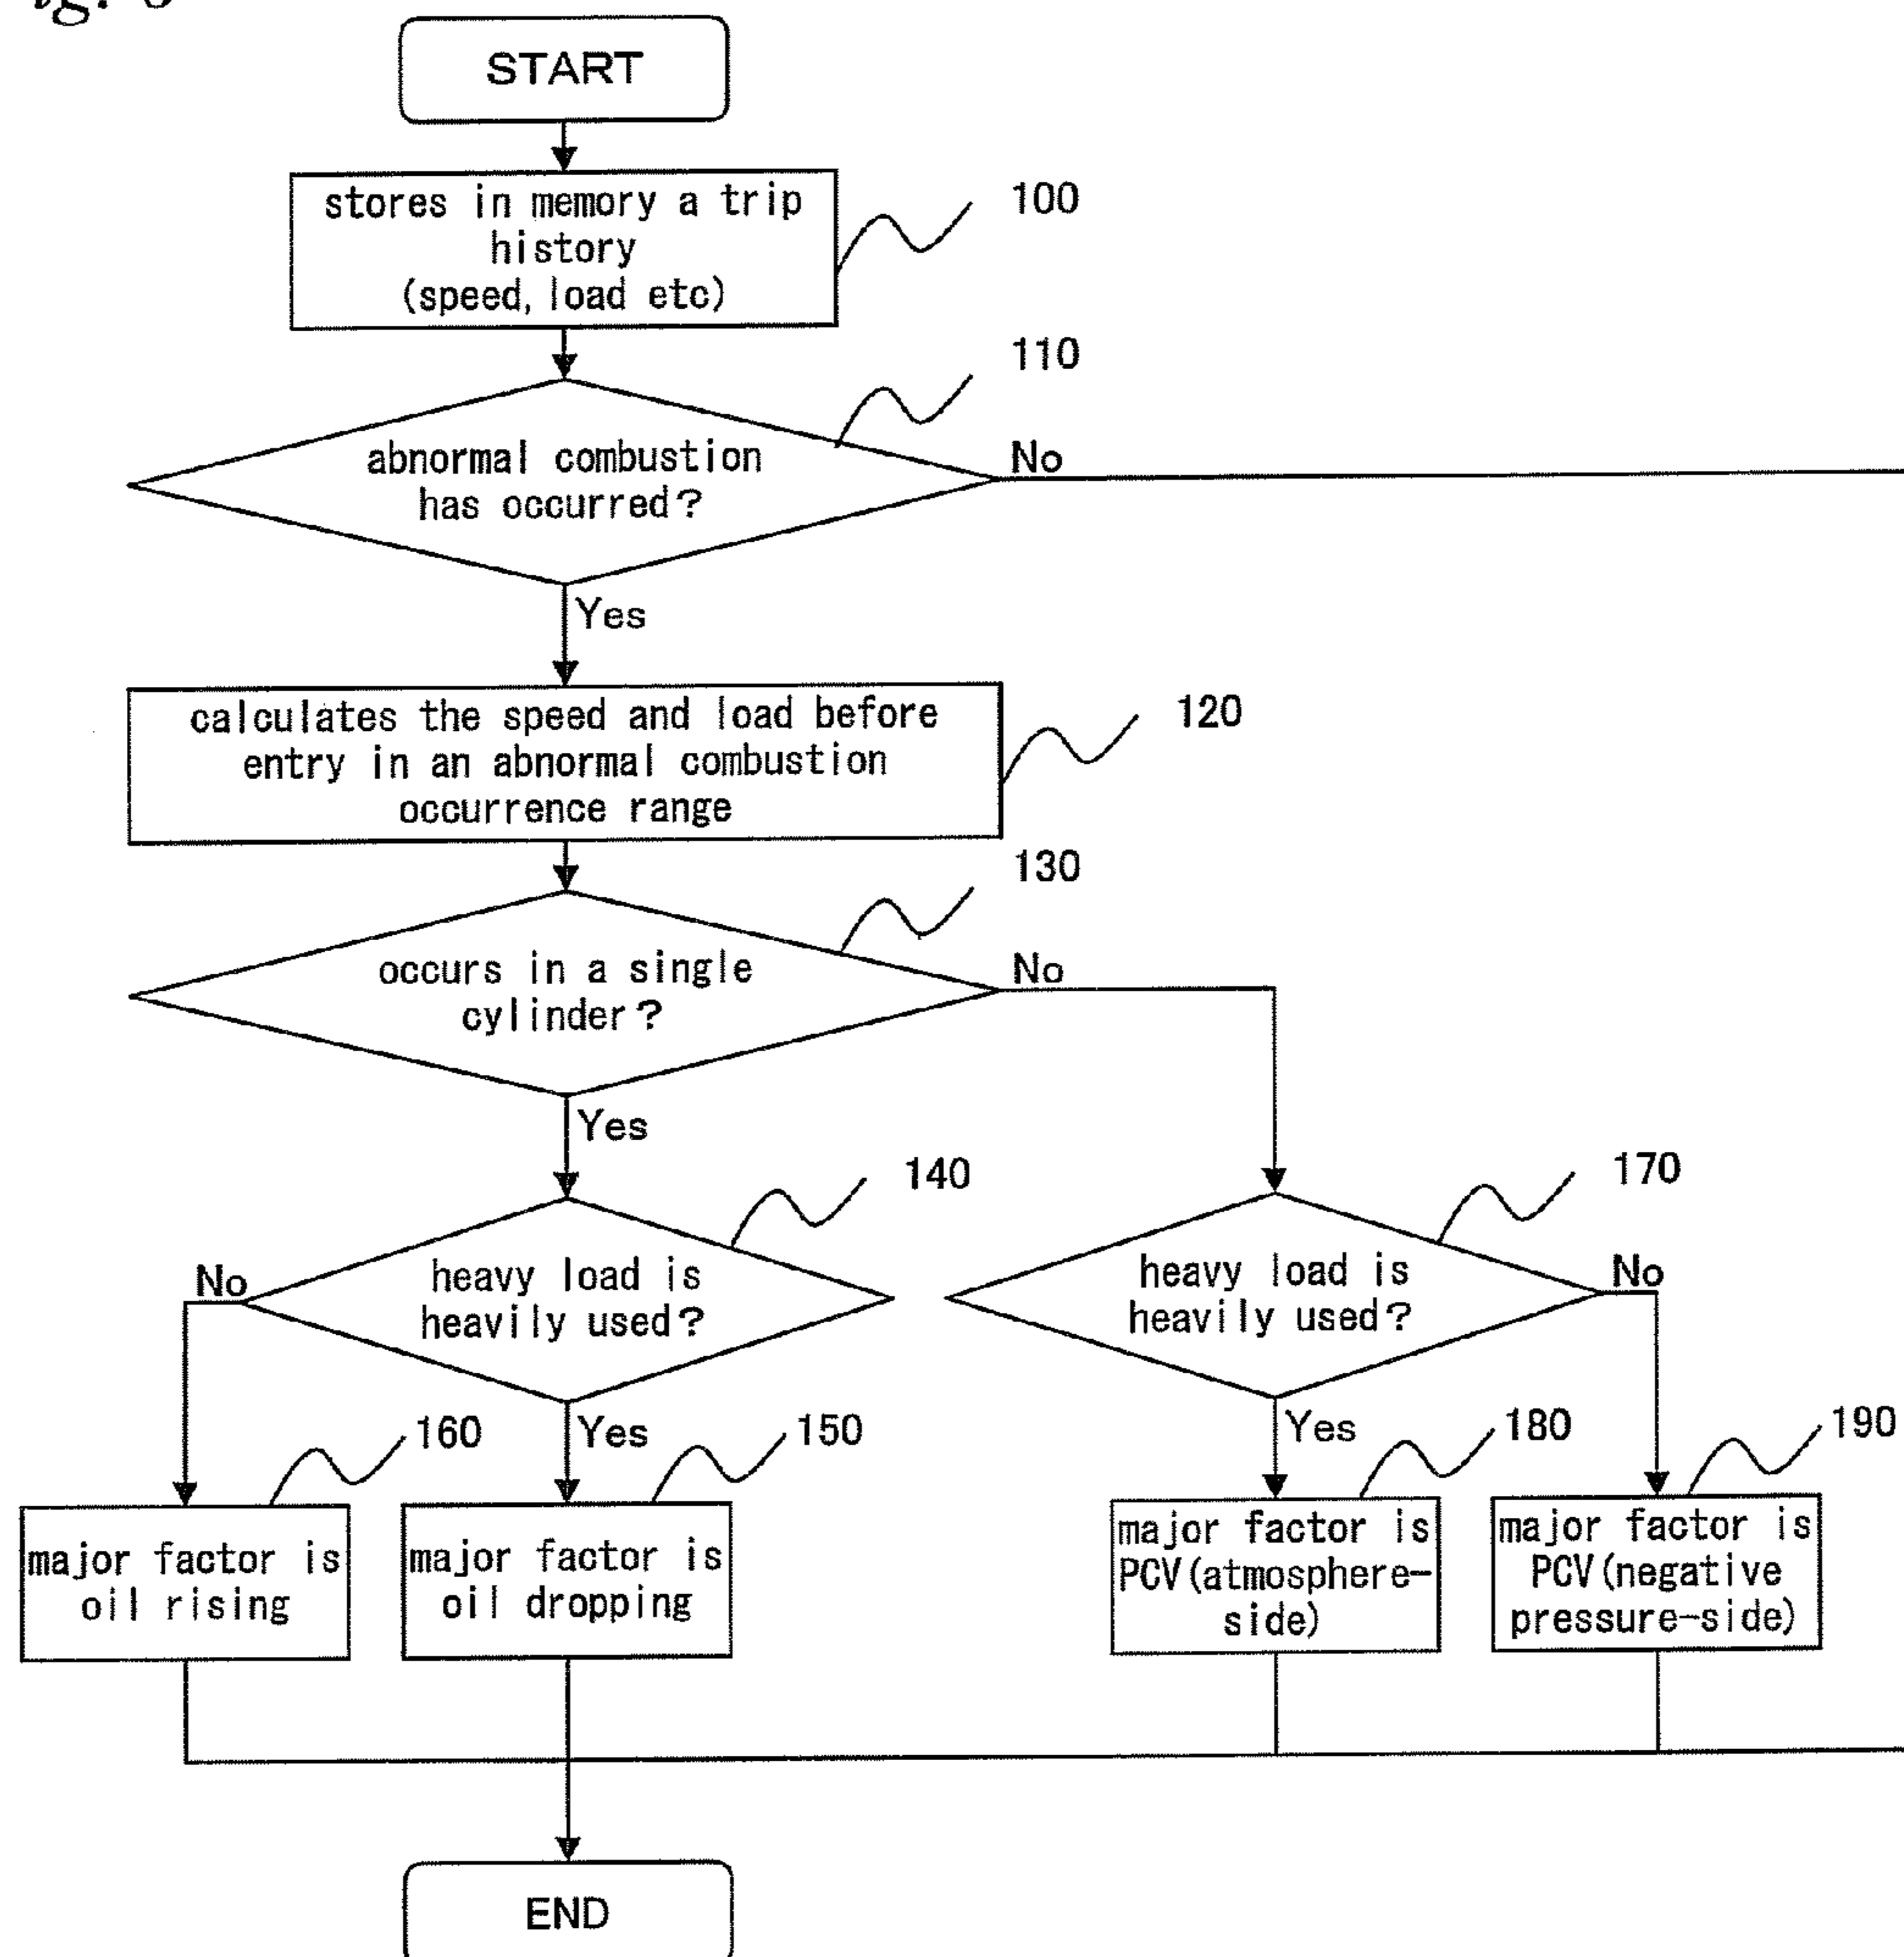 START
stores in memory a trip
history
(speed, load etc)
100
110
abnormal combustion
has occurred?
No
Yes
calculates the speed and load before
entry in an abnormal combustion
occurrence range
120
130
occurs in a single
cylinder?
No
Yes
140
170
No
heavy load is
heavily used?
heavy load is
heavily used?
No
160
Yes
150
Yes
180
190
major factor is
oil rising
major factor is
oil dropping
major factor is
PCV(atmosphere-
side)
major factor is
PCV(negative
pressure-side)
END